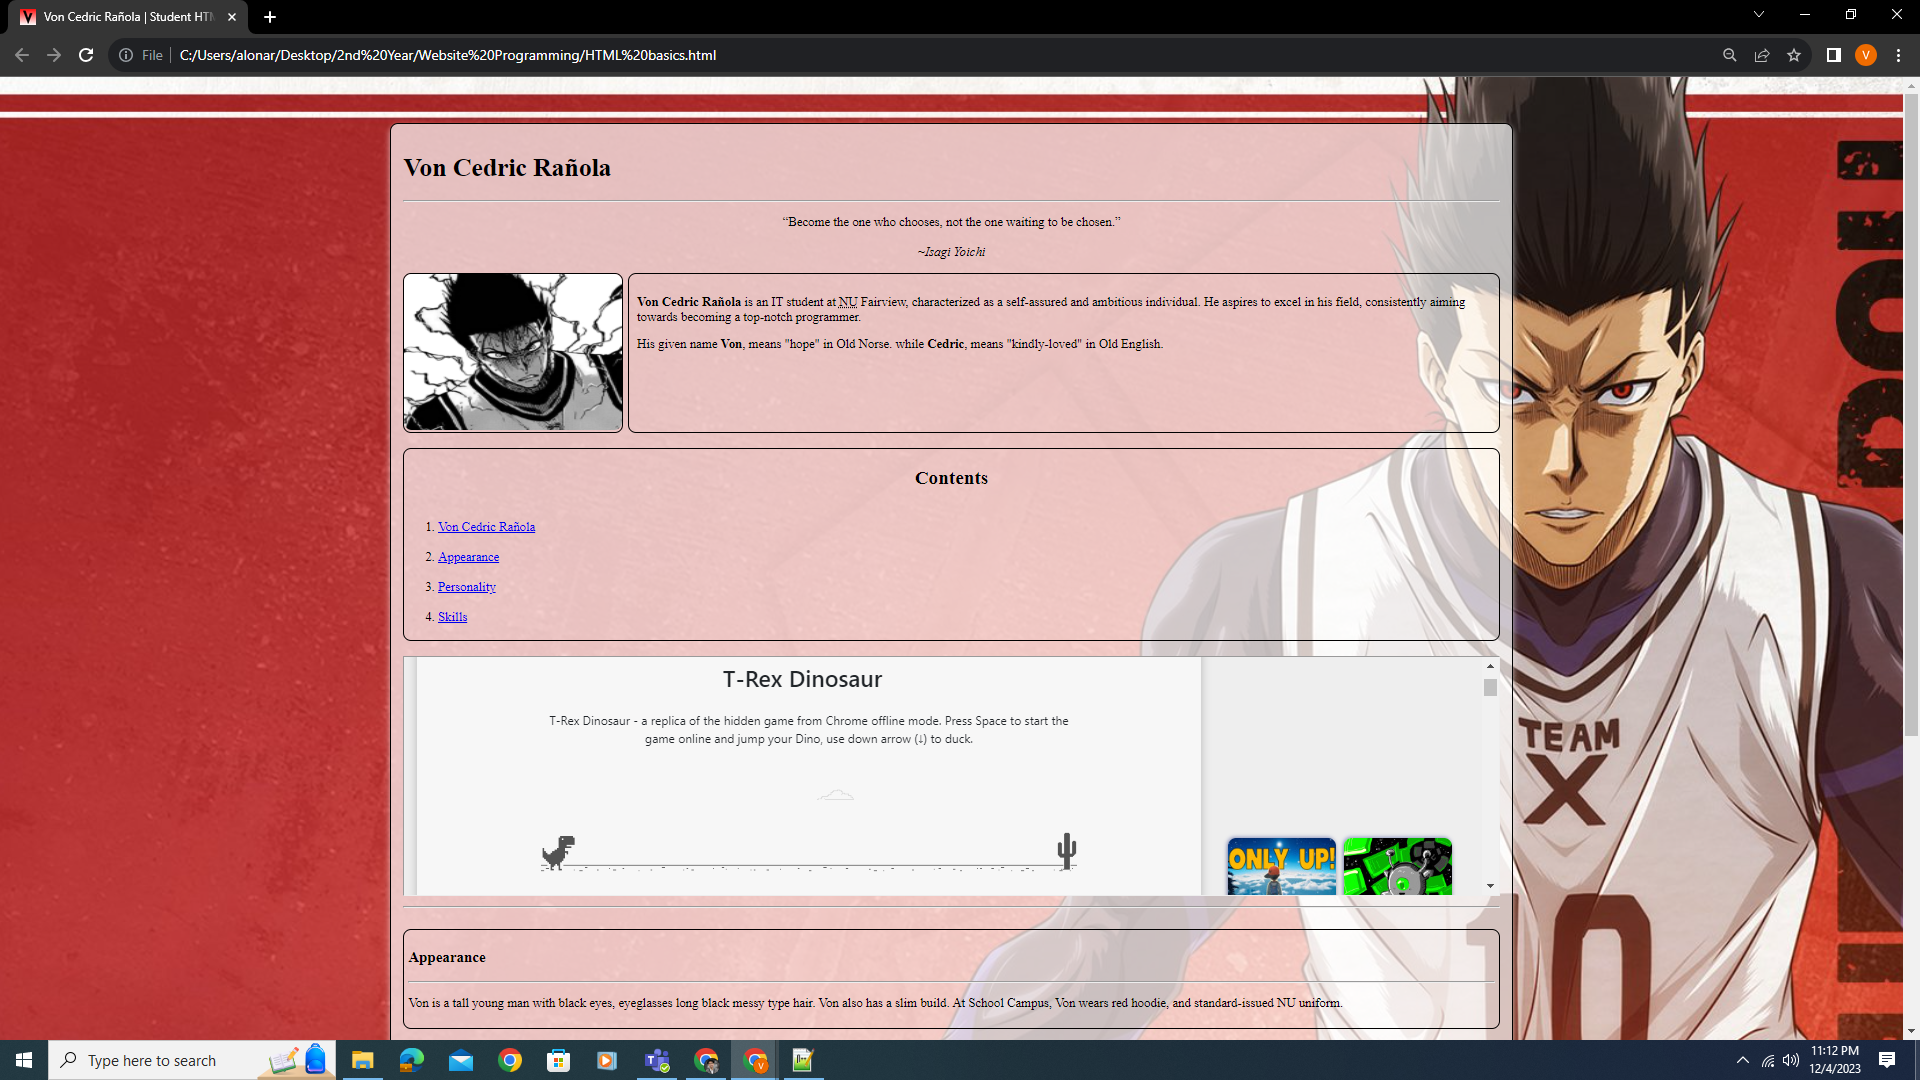 Von Cedric Rañola | Student HTM
File
C:/Users/alonar/Desktop/2nd%20Year/Website%20Programming/HTML%20basics.html
V
Von Cedric Rañola
“Become the one who chooses, not the one waiting to be chosen.”
~Isagi Yoichi
Von Cedric Rañola is an IT student at NU Fairview, characterized as a self-assured and ambitious individual. He aspires to excel in his field, consistently aiming
towards becoming a top-notch programmer.
His given name Von, means "hope" in Old Norse. while Cedric, means "kindly-loved" in Old English.
Contents
1. Von Cedric Rañola
2. Appearance
3. Personality
4. Skills
T-Rex Dinosaur
T-Rex Dinosaur - a replica of the hidden game from Chrome offline mode. Press Space to start the
game online and jump your Dino, use down arrow (↓) to duck.
ONLY UP!
TEAM
X
10
Appearance
Von is a tall young man with black eyes, eyeglasses long black messy type hair. Von also has a slim build. At School Campus, Von wears red hoodie, and standard-issued NU uniform.
Type here to search
11:12 PM
12/4/2023